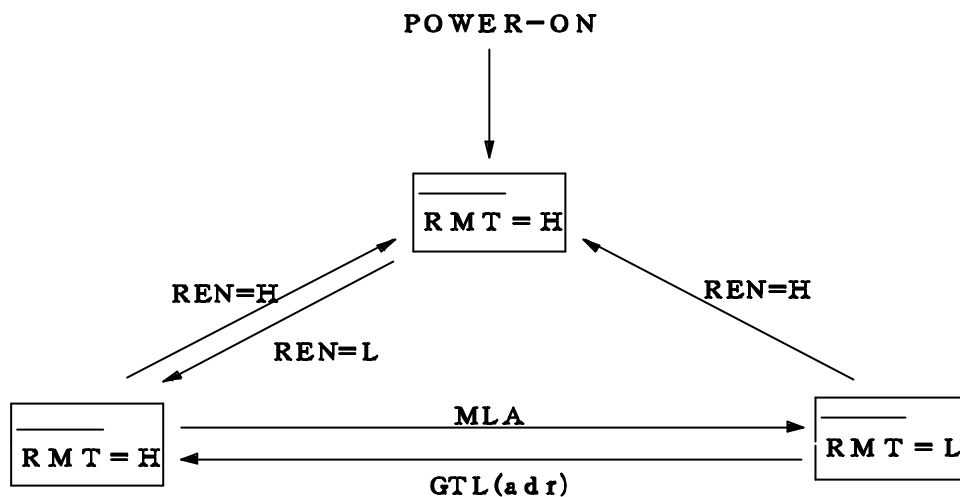 POWER-ON
RMT=H
REN=H
REN=H
REN=L
RMT=H
MLA
RMT=L
GTL(adr)